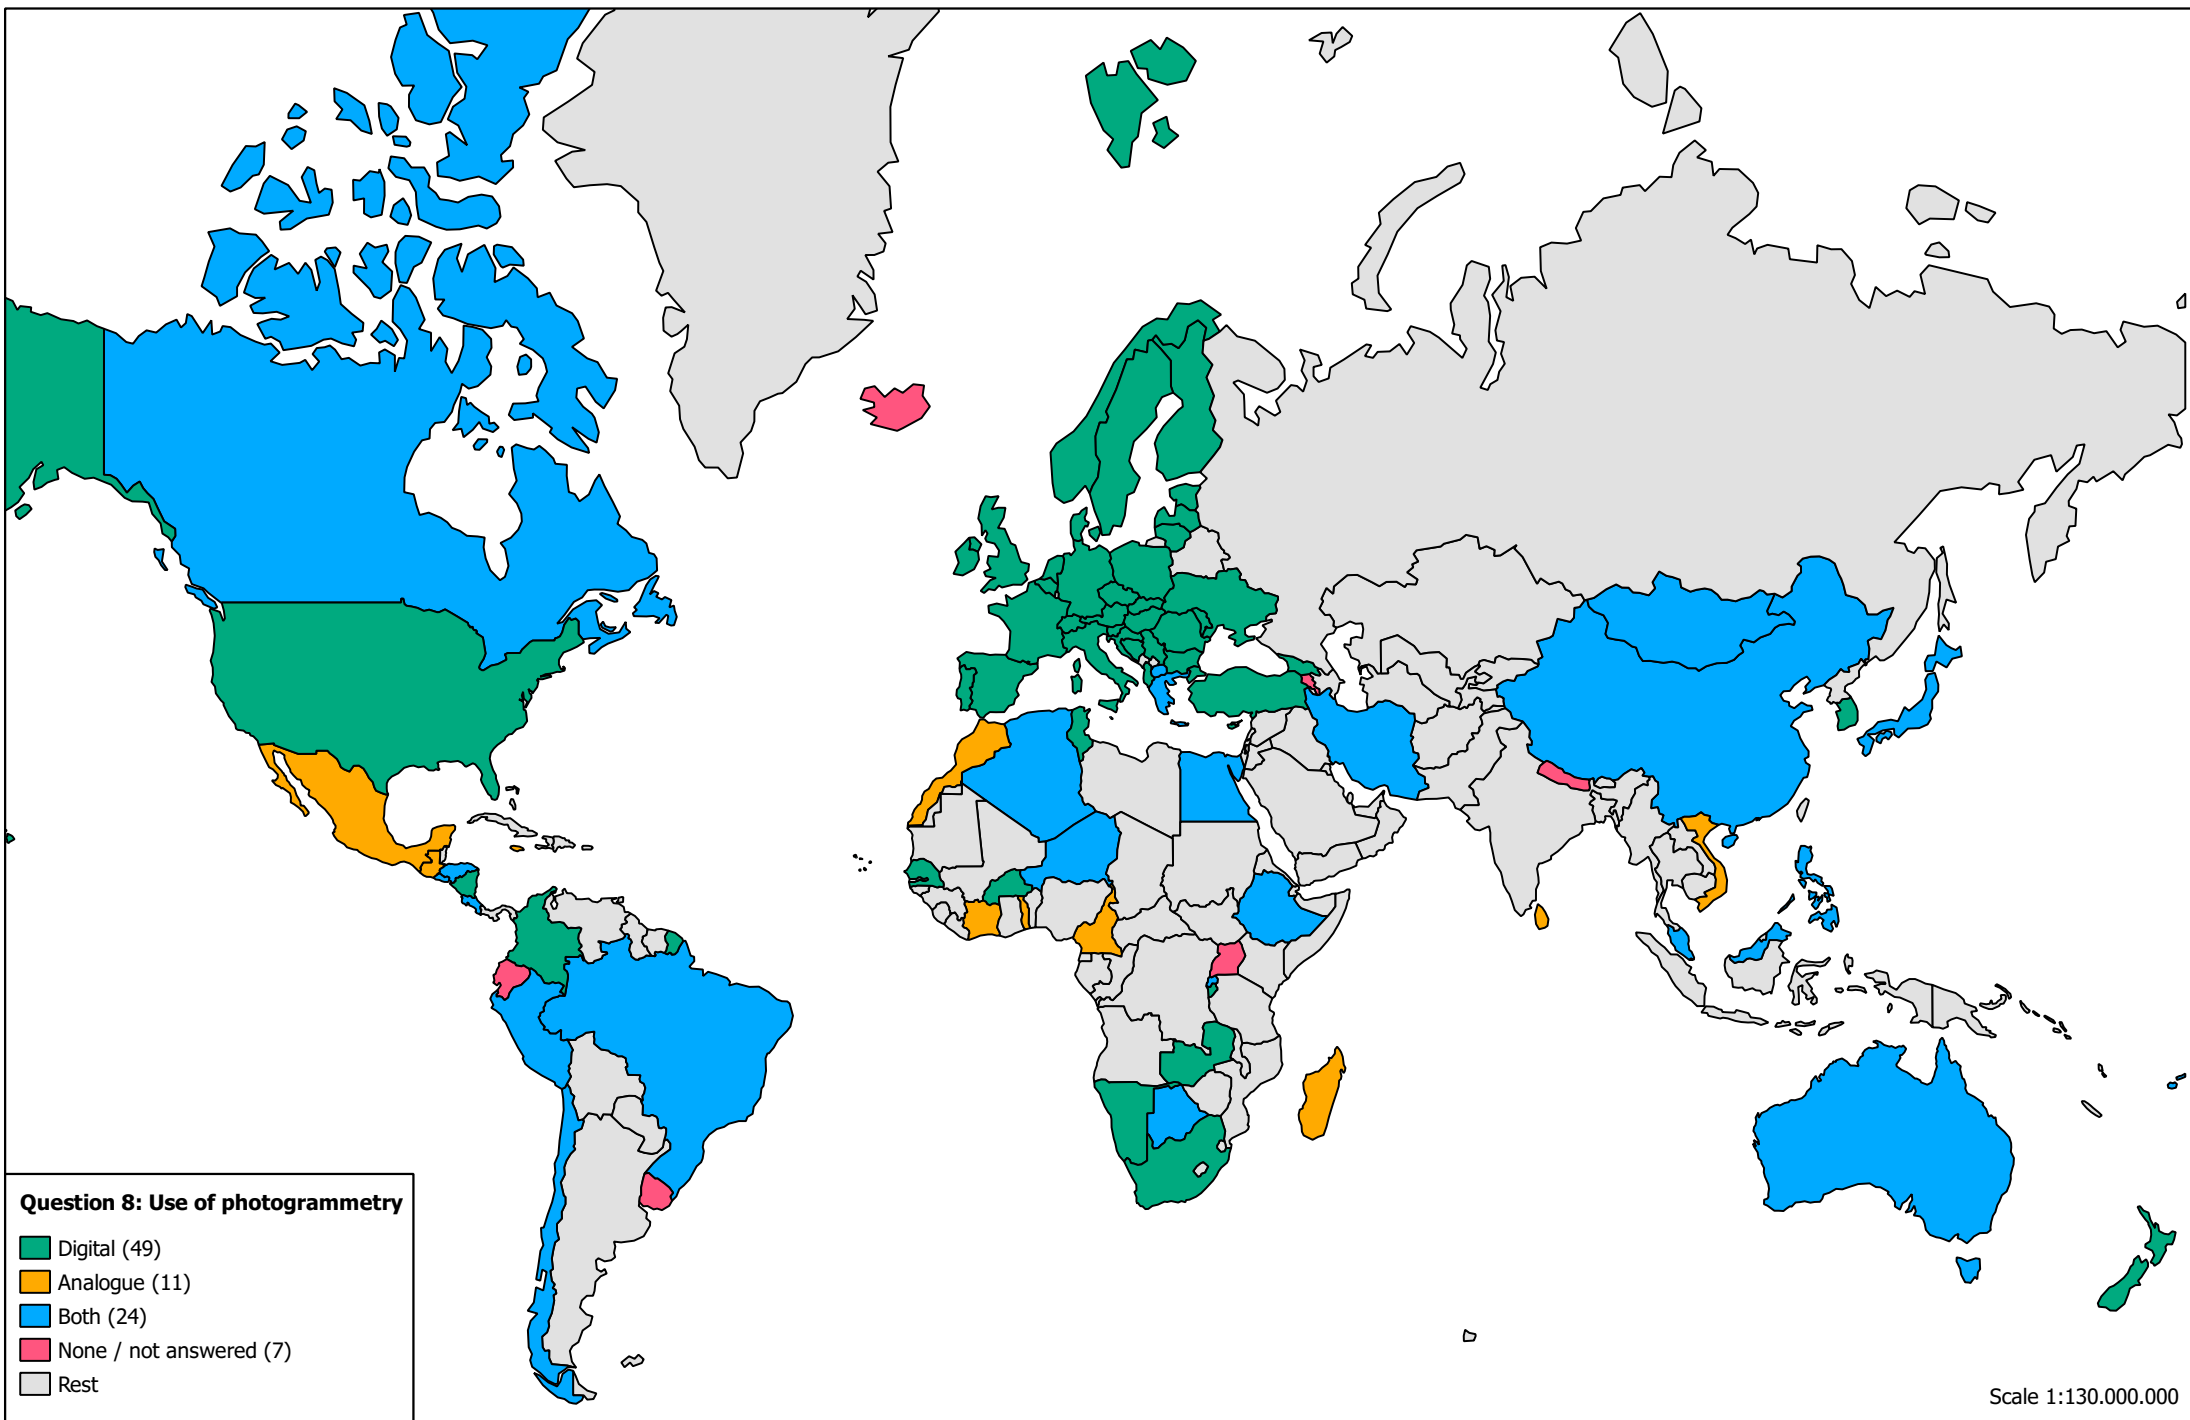 Question 8: Use of photogrammetry
Digital (49)
Analogue (11)
Both (24)
None / not answered (7)
Rest
Scale 1:130.000.000